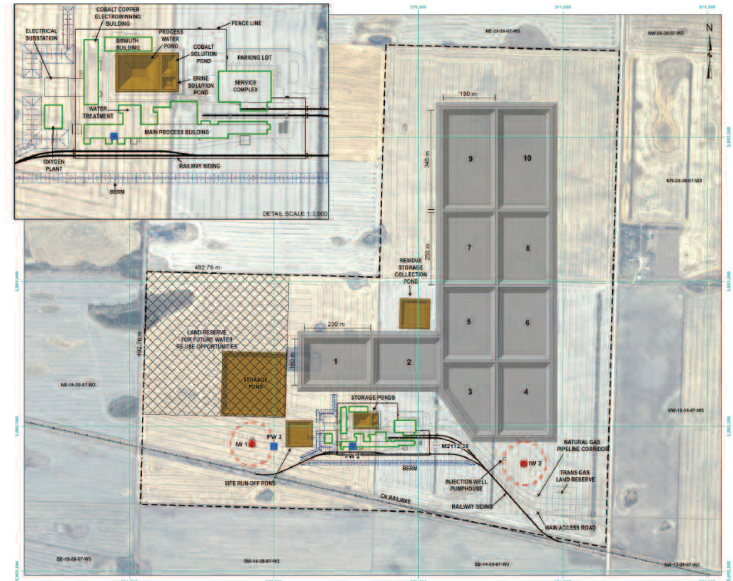 COBALT COPPER
ELECTROWINNING
BUILDING
FENCE LINE
ELECTRICAL
SUBSTATION
BISMUTH
BUILDING
PROCESS
WATER
POND
COBALT
SOLUTION
POND
PARKING LOT
BRINE
SOLUTION
POND
SERVICE
COMPLEX
WATER
TREATMENT
MAIN PROCESS BUILDING
OXYGEN
PLANT
RAILWAY SIDING
BERM
DETAIL SCALE 1:3,000
N
190 m
345 m
9
10
7
8
250 m
RESIDUE
STORAGE
COLLECTION
POND
492.76 m
LAND RESERVE
FOR FUTURE WATER
RE-USE OPPORTUNITIES
230 m
5
6
1
2
STORAGE
POND
3
4
STORAGE PONDS
IW 1
PW 2
SITE RUN-OFF POND
BERM
INJECTION WELL
PUMPHOUSE
IW 2
NATURAL GAS
PIPELINE CORRIDOR
TRANS GAS
LAND RESERVE
RAILWAY SIDING
CN RAILWAY
MAIN ACCESS ROAD